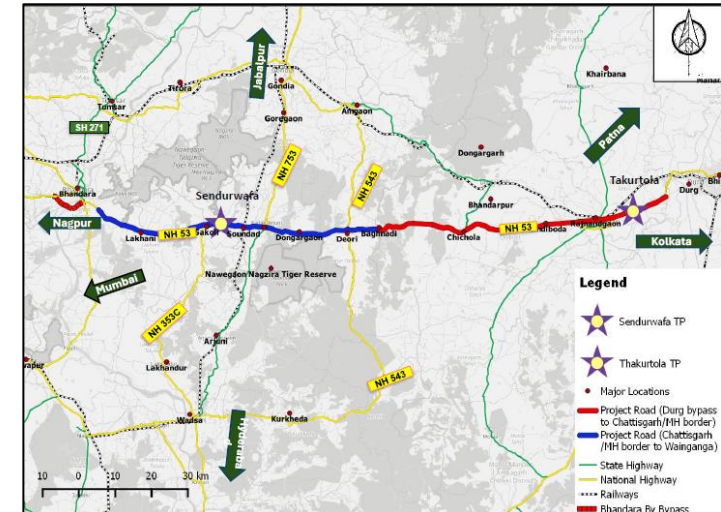 Jabalpur
Khairbana
Tirora
Gondia
Tumsar
Goregaon
Amgaon
Patna
SH 271
NH 753
NH 543
Dongargarh
Takurtola
Durg
Bhandara
Sendurwafa
Bhandarpur
Nagpur
NH 53
Lakhani
Sakoli
Soundad
Dongargaon
Deori
Baghnadi
Chichola
NH 53
Rajnandgaon
Kolkata
Mumbai
Nawegaon Nagzira Tiger Reserve
NH 353C
Arjuni
Lakhandur
NH 543
Kurkheda
Wadsa
10 0 10 20 30 km
Legend
Sendurwafa TP
Thakurtola TP
Major Locations
Project Road (Durg bypass
to Chattisgarh/MH border)
Project Road (Chattisgarh
/MH border to Wainganga)
State Highway
National Highway
Railways
Bhandara By Bypass